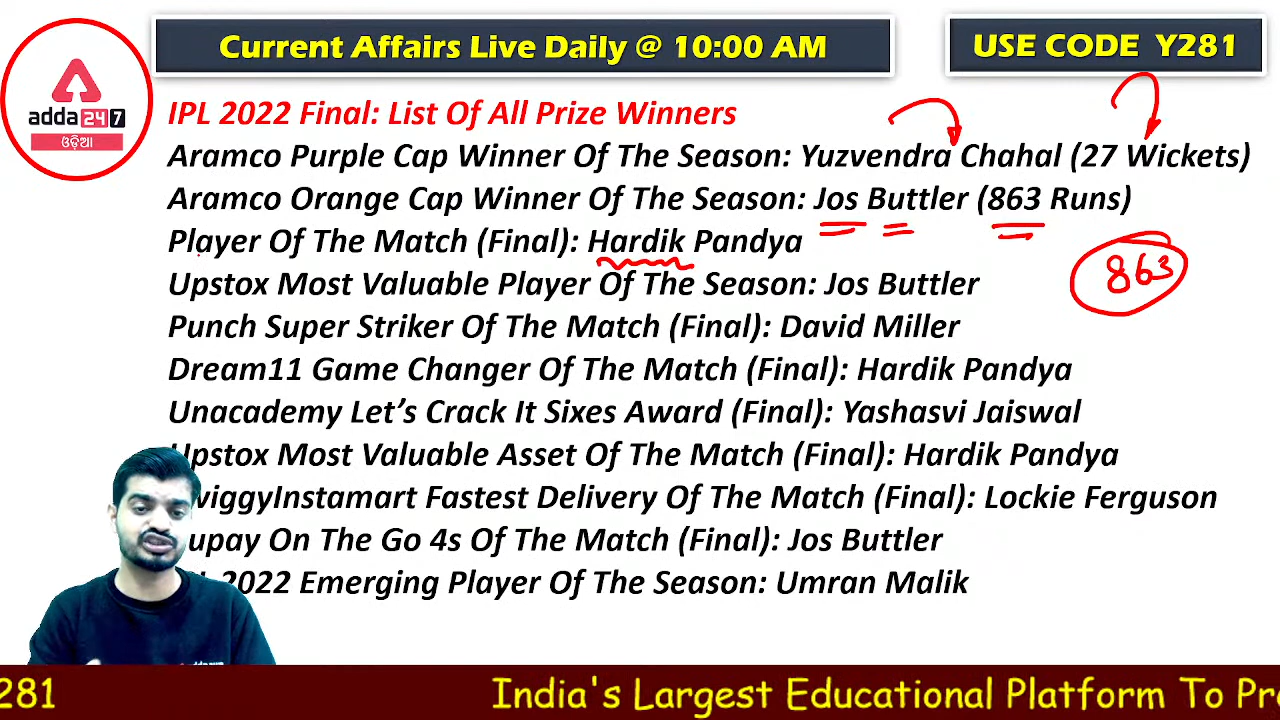 Current Affairs Live Daily @ 10:00 AM
USE CODE Y281
adda 24 7
ଓଡ଼ିଆ
IPL 2022 Final: List Of All Prize Winners
Aramco Purple Cap Winner Of The Season: Yuzvendra Chahal (27 Wickets)
Aramco Orange Cap Winner Of The Season: Jos Buttler (863 Runs)
Player Of The Match (Final): Hardik Pandya
863
Upstox Most Valuable Player Of The Season: Jos Buttler
Punch Super Striker Of The Match (Final): David Miller
Dream11 Game Changer Of The Match (Final): Hardik Pandya
Unacademy Let's Crack It Sixes Award (Final): Yashasvi Jaiswal
Upstox Most Valuable Asset Of The Match (Final): Hardik Pandya
wiggyInstamart Fastest Delivery Of The Match (Final): Lockie Ferguson
upay On The Go 4s Of The Match (Final): Jos Buttler
2022 Emerging Player Of The Season: Umran Malik
281 India's Largest Educational Platform To Pre